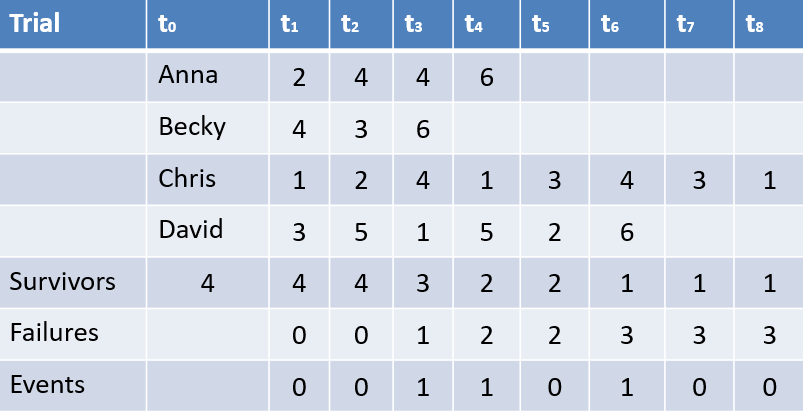 Trial t₀ t₁ t₂ t₃ t₄ t₅ t₆ t₇ t₈
Anna 2 4 4 6
Becky 4 3 6
Chris 1 2 4 1 3 4 3 1
David 3 5 1 5 2 6
Survivors 4 4 4 3 2 2 1 1 1
Failures 0 0 1 2 2 3 3 3
Events 0 0 1 1 0 1 0 0